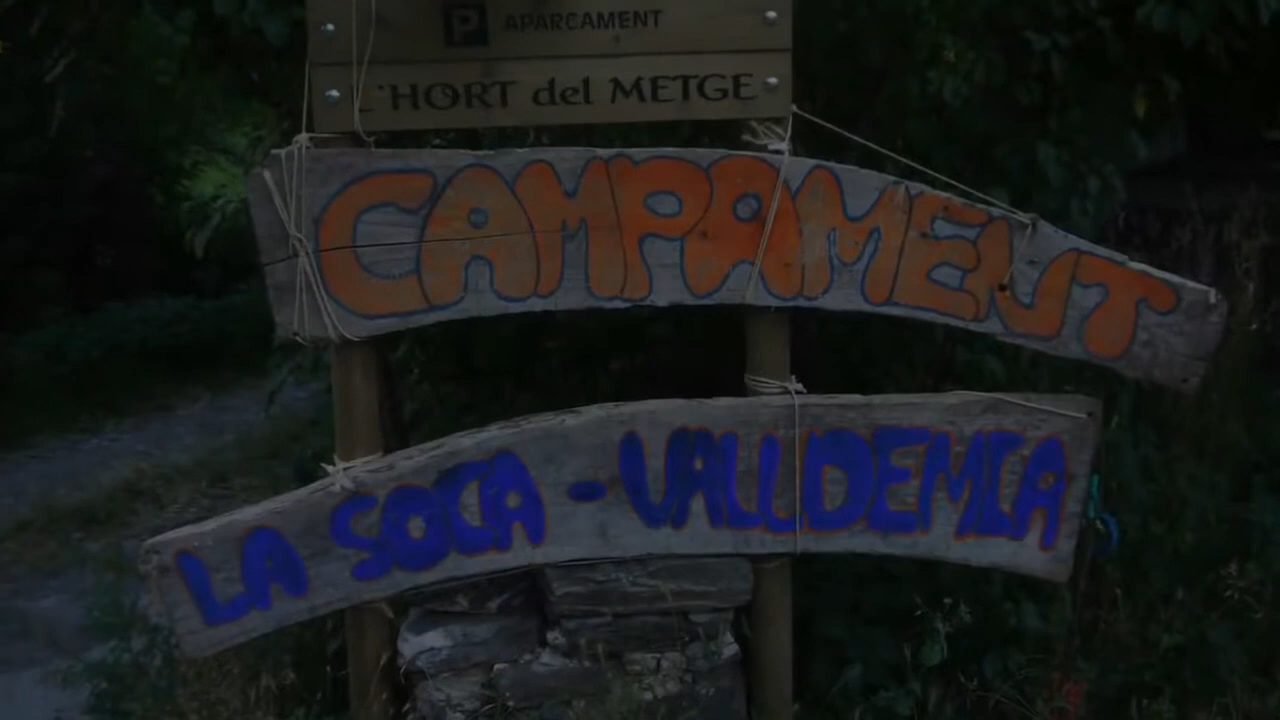 P APARCAMENT
L'HORT del METGE
CAMPAMENT
LA SOCA - VALLDEMIA